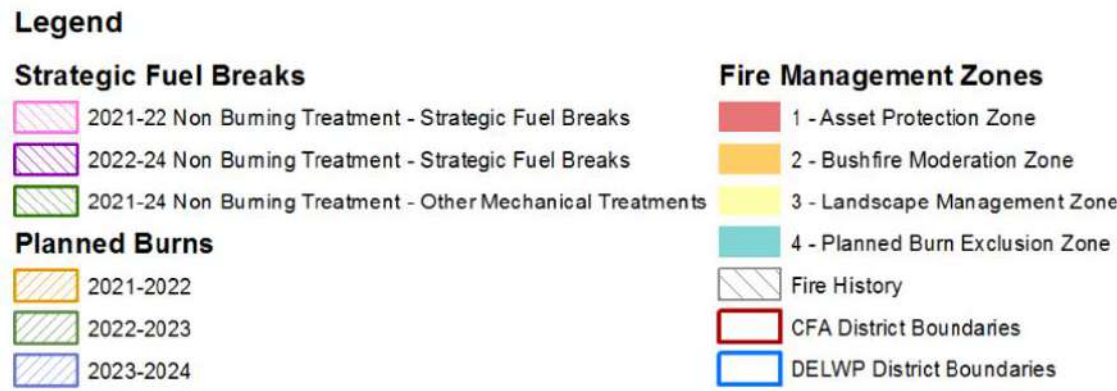 Legend
Strategic Fuel Breaks
2021-22 Non Burning Treatment - Strategic Fuel Breaks
2022-24 Non Burning Treatment - Strategic Fuel Breaks
2021-24 Non Burning Treatment - Other Mechanical Treatments
Planned Burns
2021-2022
2022-2023
2023-2024
Fire Management Zones
1 - Asset Protection Zone
2 - Bushfire Moderation Zone
3 - Landscape Management Zone
4 - Planned Burn Exclusion Zone
Fire History
CFA District Boundaries
DELWP District Boundaries